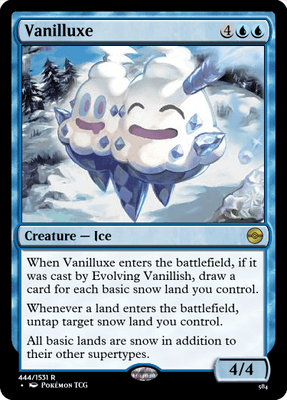 Vanilluxe 4
Creature — Ice
When Vanilluxe enters the battlefield, if it
was cast by Evolving Vanillish, draw a
card for each basic snow land you control.
Whenever a land enters the battlefield,
untap target snow land you control.
All basic lands are snow in addition to
their other supertypes.
4/4
444/1531 R
• Pokémon TCG
584